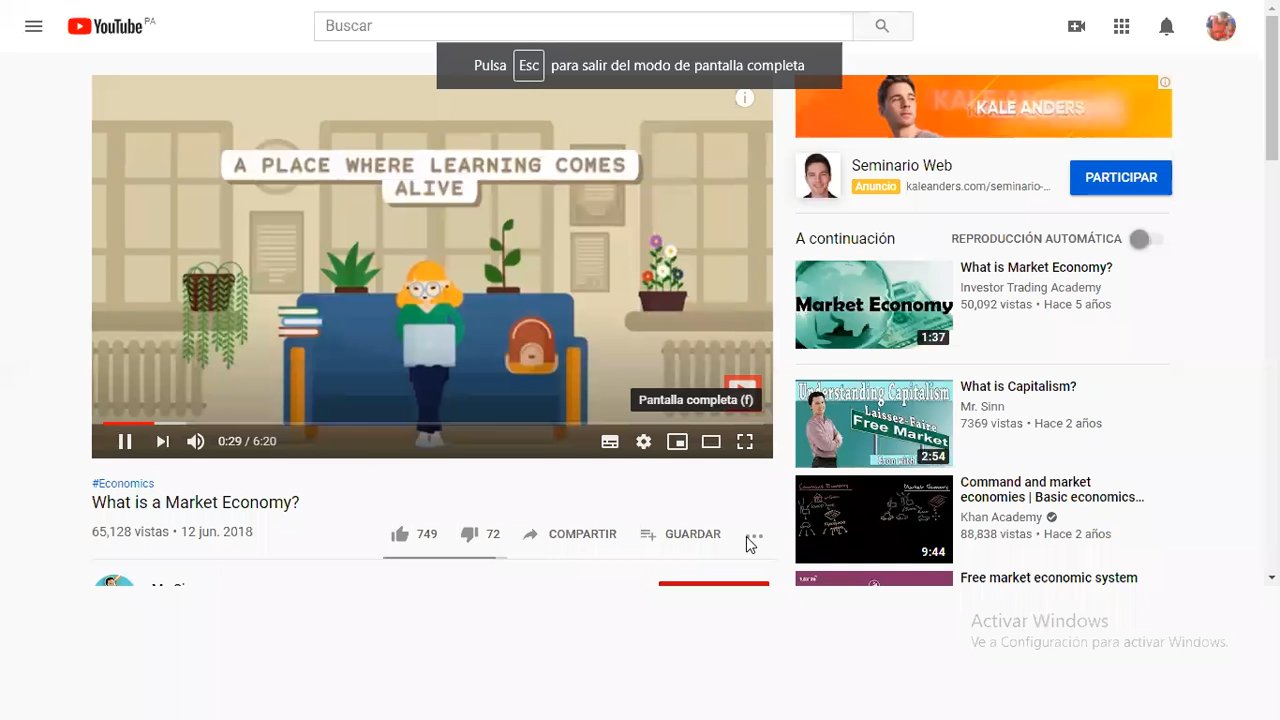 YouTube PA
Buscar
Pulsa Esc para salir del modo de pantalla completa
A PLACE WHERE LEARNING COMES
ALIVE
Pantalla completa (f)
0:29 / 6:20
#Economics
What is a Market Economy?
65,128 vistas • 12 jun. 2018
749
72
COMPARTIR
GUARDAR
KALE ANDERS
Seminario Web
Anuncio kaleanders.com/seminario-...
PARTICIPAR
A continuación
REPRODUCCIÓN AUTOMÁTICA
Market Economy
1:37
What is Market Economy?
Investor Trading Academy
50,092 vistas • Hace 5 años
Understanding Capitalism
Laissez-Faire
Free Market
2:54
What is Capitalism?
Mr. Sinn
7369 vistas • Hace 2 años
9:44
Command and market
economies | Basic economics...
Khan Academy
88,838 vistas • Hace 2 años
Free market economic system
Activar Windows
Ve a Configuración para activar Windows.